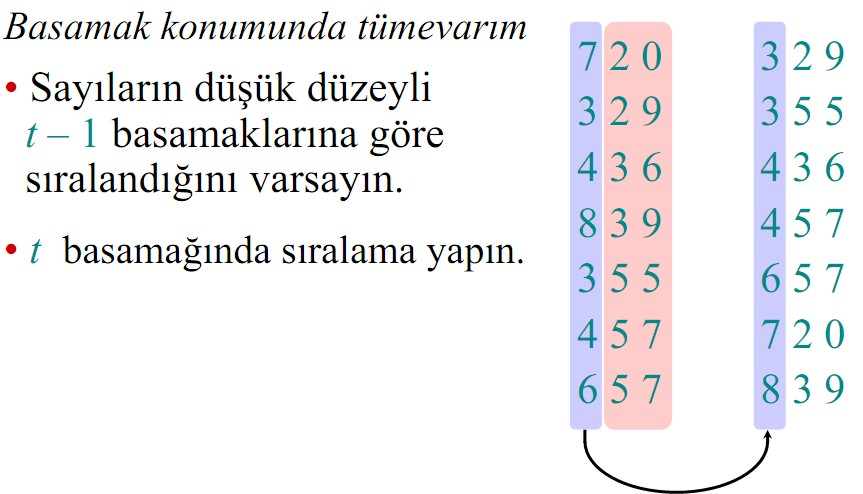 Basamak konumunda tümevarım
• Sayıların düşük düzeyli
t – 1 basamaklarına göre
sıralandığını varsayın.
• t basamağında sıralama yapın.
7 2 0
3 2 9
4 3 6
8 3 9
3 5 5
4 5 7
6 5 7
3 2 9
3 5 5
4 3 6
4 5 7
6 5 7
7 2 0
8 3 9